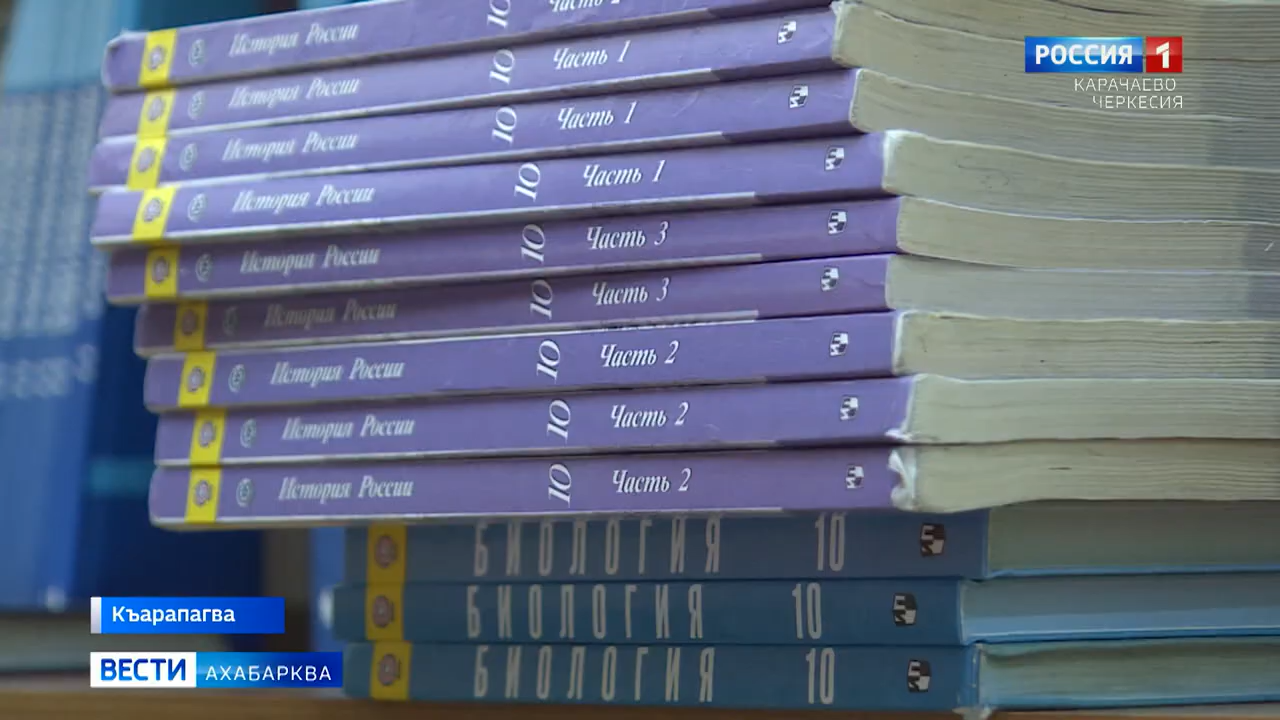 История России 10 Часть 2
История России 10 Часть 1
История России 10 Часть 1
История России 10 Часть 1
История России 10 Часть 3
История России 10 Часть 3
История России 10 Часть 2
История России 10 Часть 2
История России 10 Часть 2
БИОЛОГИЯ 10
БИОЛОГИЯ 10
БИОЛОГИЯ 10
РОССИЯ 1
КАРАЧАЕВО
ЧЕРКЕСИЯ
Къарапагва
ВЕСТИ АХАБАРКВА